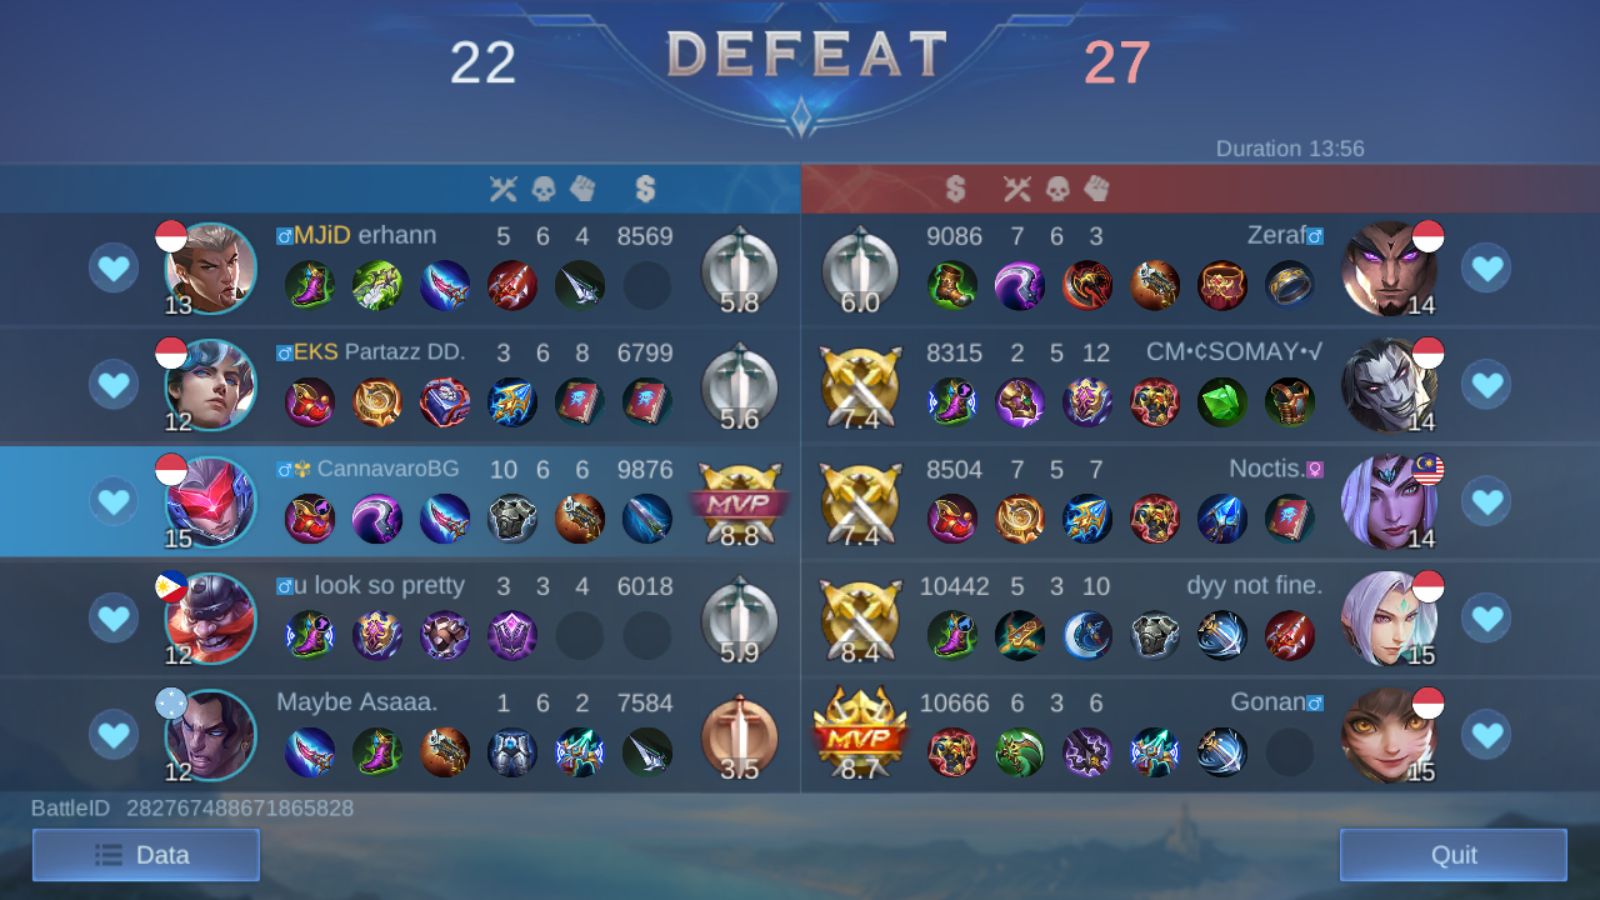 22 DEFEAT 27
Duration 13:56
MJiD erhann 5 6 4 8569
13 5.8
9086 7 6 3 Zeraf
6.0 14
EKS Partazz DD. 3 6 8 6799
12 5.6
8315 2 5 12 CM•¢SOMAY•√
7.4 14
CannavaroBG 10 6 6 9876
MVP
15 8.8
8504 7 5 7 Noctis.
7.4 14
u look so pretty 3 3 4 6018
12 5.9
10442 5 3 10 dyy not fine.
8.4 15
Maybe Asaaa. 1 6 2 7584
12 3.5
10666 6 3 6 Gonan
MVP
8.7 15
BattleID 282767488671865828
Data
Quit